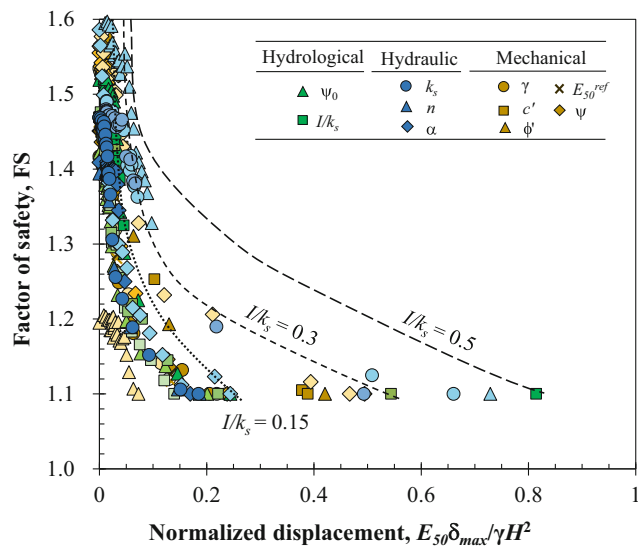 1.6
1.5
1.4
1.3
1.2
1.1
1.0
Factor of safety, FS
Hydrological
Hydraulic
Mechanical
ψ₀
I/kₛ
kₛ
n
α
γ
c'
ϕ'
E₅₀ʳᵉᶠ
ψ
I/kₛ = 0.5
I/kₛ = 0.3
I/kₛ = 0.15
0
0.2
0.4
0.6
0.8
1
Normalized displacement, E₅₀δₘₐₓ/γH²